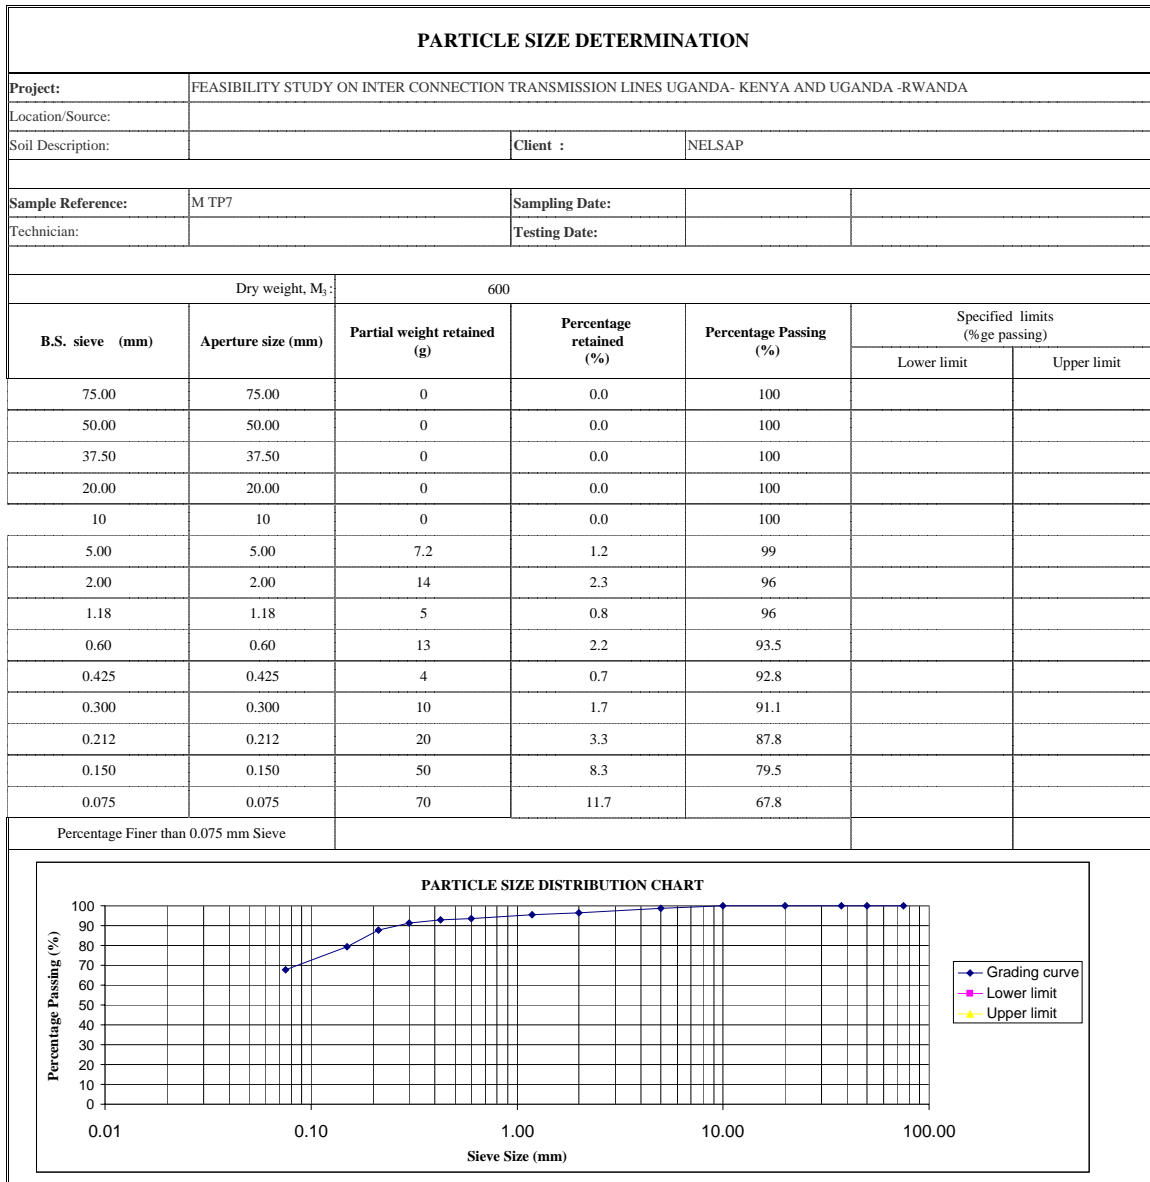 PARTICLE SIZE DETERMINATION
Project: FEASIBILITY STUDY ON INTER CONNECTION TRANSMISSION LINES UGANDA- KENYA AND UGANDA -RWANDA
Location/Source:
Soil Description: Client : NELSAP
Sample Reference: M TP7 Sampling Date:
Technician: Testing Date:
Dry weight, M3 : 600
B.S. sieve (mm) Aperture size (mm) Partial weight retained (g) Percentage retained (%) Percentage Passing (%) Specified limits (%ge passing)
Lower limit Upper limit
75.00 75.00 0 0.0 100
50.00 50.00 0 0.0 100
37.50 37.50 0 0.0 100
20.00 20.00 0 0.0 100
10 10 0 0.0 100
5.00 5.00 7.2 1.2 99
2.00 2.00 14 2.3 96
1.18 1.18 5 0.8 96
0.60 0.60 13 2.2 93.5
0.425 0.425 4 0.7 92.8
0.300 0.300 10 1.7 91.1
0.212 0.212 20 3.3 87.8
0.150 0.150 50 8.3 79.5
0.075 0.075 70 11.7 67.8
Percentage Finer than 0.075 mm Sieve
PARTICLE SIZE DISTRIBUTION CHART
Percentage Passing (%)
100
90
80
70
60
50
40
30
20
10
0
0.01 0.10 1.00 10.00 100.00
Sieve Size (mm)
Grading curve
Lower limit
Upper limit